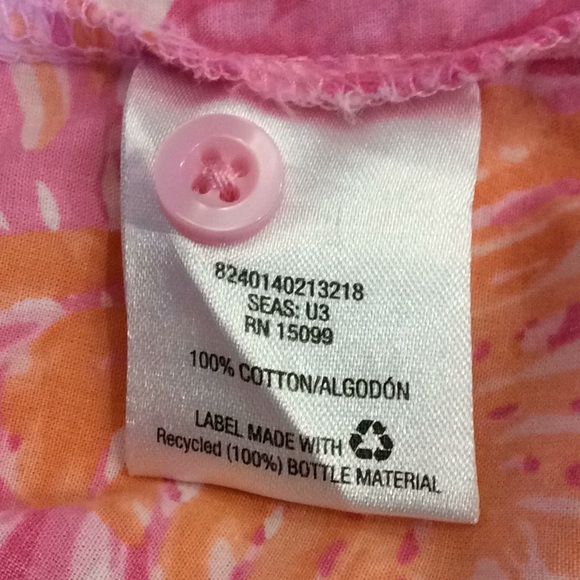 8240140213218
SEAS: U3
RN 15099
100% COTTON/ALGODÓN
LABEL MADE WITH
Recycled (100%) BOTTLE MATERIAL